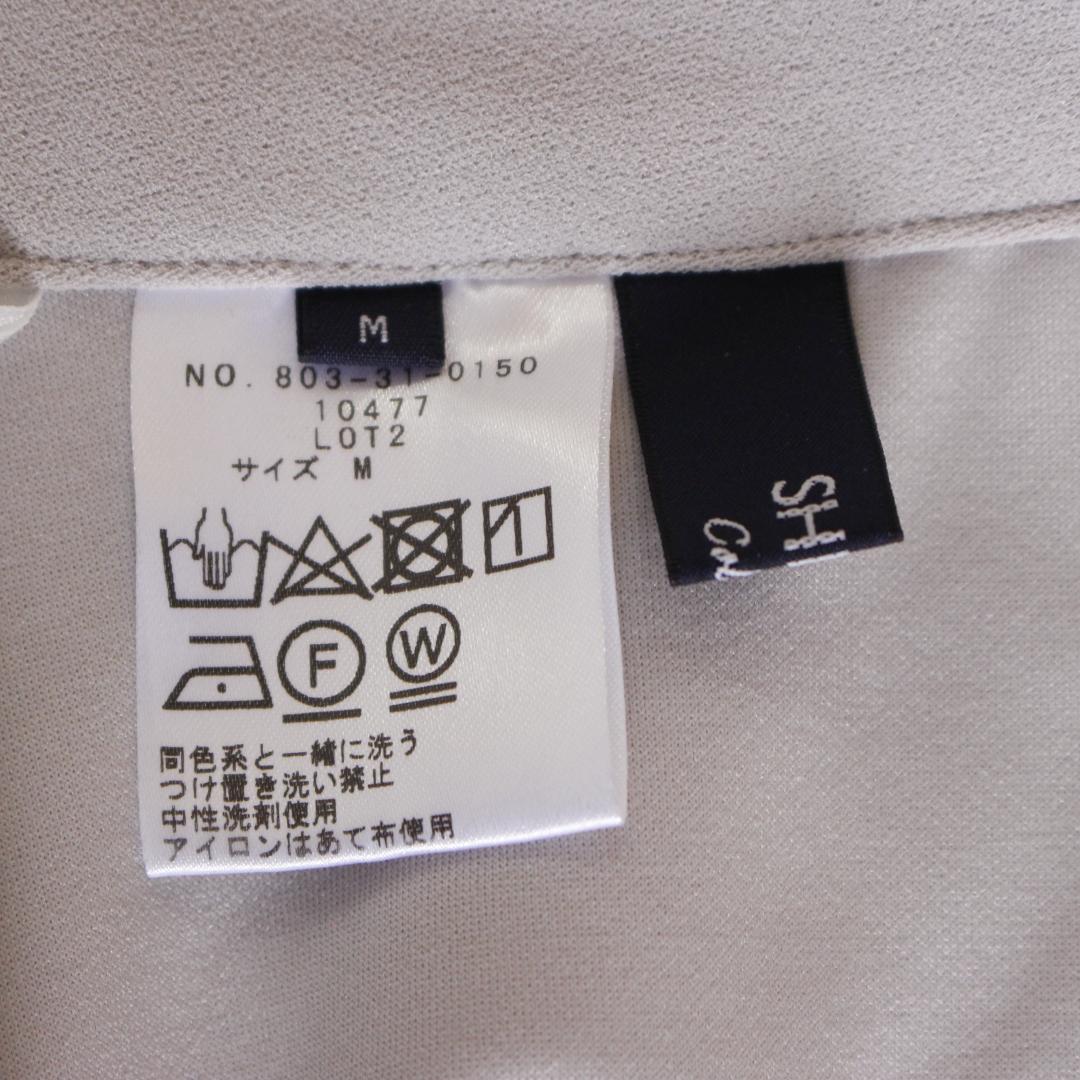 M
NO. 803-31-0150
10477
LOT2
サイズ M
F
W
同色系と一緒に洗う
つけ置き洗い禁止
中性洗剤使用
アイロンはあて布使用
SH
Co